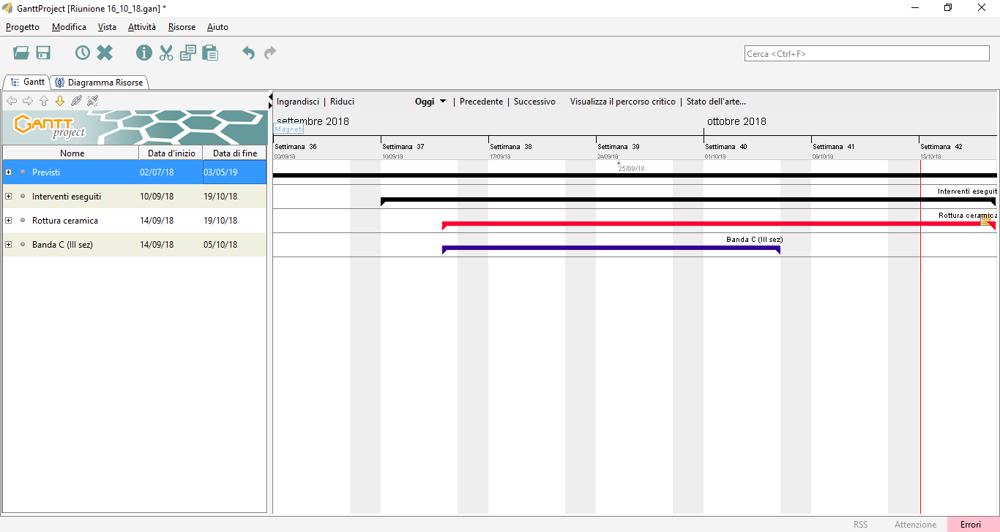 GanttProject [Riunione 16_10_18.gan] *
Progetto Modifica Vista Attività Risorse Aiuto
Cerca <Ctrl+F>
Gantt Diagramma Risorse
Ingrandisci | Riduci Oggi | Precedente | Successivo Visualizza il percorso critico | Stato dell'arte...
GANTT project
settembre 2018 ottobre 2018
Magneti
Nome Data d'inizio Data di fine
Settimana 36 Settimana 37 Settimana 38 Settimana 39 Settimana 40 Settimana 41 Settimana 42
03/09/18 10/09/18 17/09/18 24/09/18 01/10/18 08/10/18 15/10/18
25/09/18
Previsti 02/07/18 03/05/19
Interventi eseguiti 10/09/18 19/10/18 Interventi eseguit
Rottura ceramica 14/09/18 19/10/18 Rottura ceramica
Banda C (III sez) 14/09/18 05/10/18 Banda C (III sez)
RSS Attenzione Errori